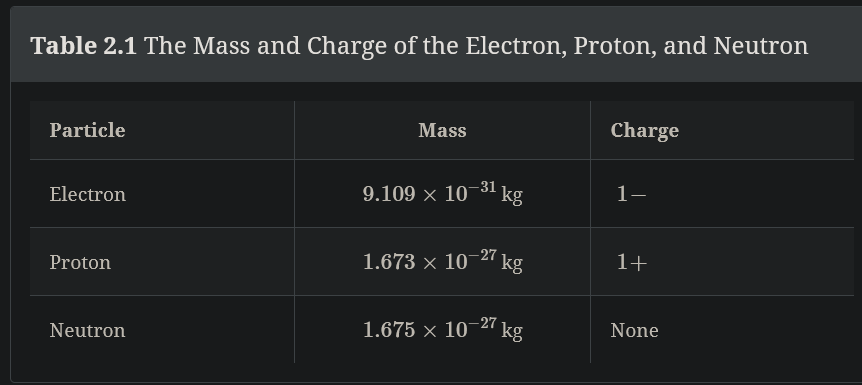 Table 2.1 The Mass and Charge of the Electron, Proton, and Neutron
Particle Mass Charge
Electron 9.109 × 10⁻³¹ kg 1−
Proton 1.673 × 10⁻²⁷ kg 1+
Neutron 1.675 × 10⁻²⁷ kg None